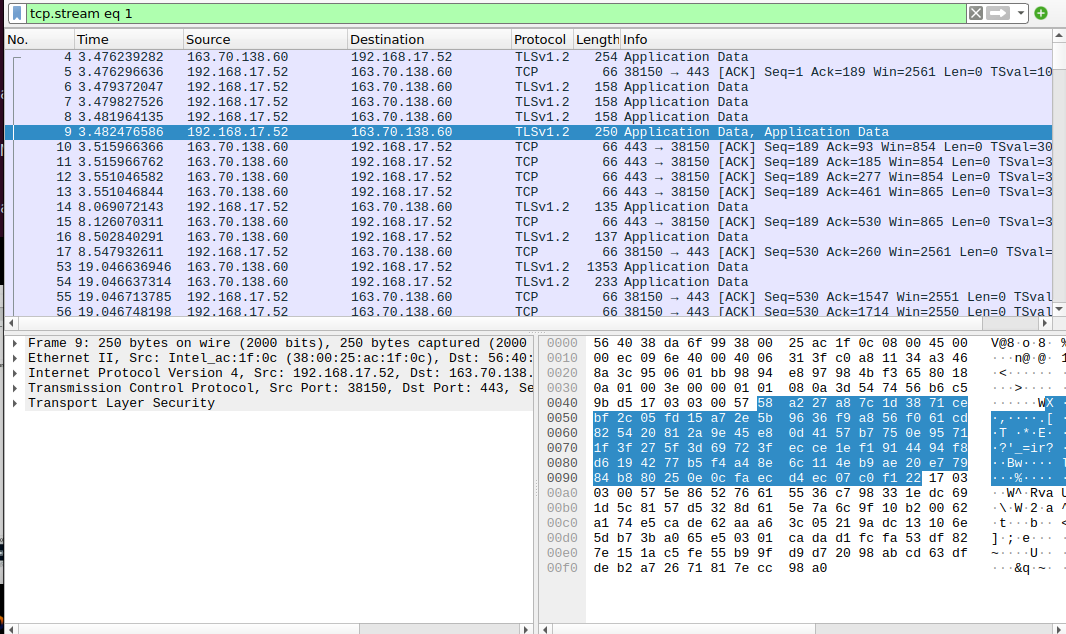 tcp.stream eq 1
No. Time Source Destination Protocol Length Info
4 3.476239282 163.70.138.60 192.168.17.52 TLSv1.2 254 Application Data
5 3.476296636 192.168.17.52 163.70.138.60 TCP 66 38150 → 443 [ACK] Seq=1 Ack=189 Win=2561 Len=0 TSval=10
6 3.479372047 192.168.17.52 163.70.138.60 TLSv1.2 158 Application Data
7 3.479827526 192.168.17.52 163.70.138.60 TLSv1.2 158 Application Data
8 3.481964135 192.168.17.52 163.70.138.60 TLSv1.2 158 Application Data
9 3.482476586 192.168.17.52 163.70.138.60 TLSv1.2 250 Application Data, Application Data
10 3.515966366 163.70.138.60 192.168.17.52 TCP 66 443 → 38150 [ACK] Seq=189 Ack=93 Win=854 Len=0 TSval=30
11 3.515966762 163.70.138.60 192.168.17.52 TCP 66 443 → 38150 [ACK] Seq=189 Ack=185 Win=854 Len=0 TSval=3
12 3.551046582 163.70.138.60 192.168.17.52 TCP 66 443 → 38150 [ACK] Seq=189 Ack=277 Win=854 Len=0 TSval=3
13 3.551046844 163.70.138.60 192.168.17.52 TCP 66 443 → 38150 [ACK] Seq=189 Ack=461 Win=865 Len=0 TSval=3
14 8.069072143 192.168.17.52 163.70.138.60 TLSv1.2 135 Application Data
15 8.126070311 163.70.138.60 192.168.17.52 TCP 66 443 → 38150 [ACK] Seq=189 Ack=530 Win=865 Len=0 TSval=3
16 8.502840291 163.70.138.60 192.168.17.52 TLSv1.2 137 Application Data
17 8.547932611 192.168.17.52 163.70.138.60 TCP 66 38150 → 443 [ACK] Seq=530 Ack=260 Win=2561 Len=0 TSval=
53 19.046636946 163.70.138.60 192.168.17.52 TLSv1.2 1353 Application Data
54 19.046637314 163.70.138.60 192.168.17.52 TLSv1.2 233 Application Data
55 19.046713785 192.168.17.52 163.70.138.60 TCP 66 38150 → 443 [ACK] Seq=530 Ack=1547 Win=2551 Len=0 TSval
56 19.046748198 192.168.17.52 163.70.138.60 TCP 66 38150 → 443 [ACK] Seq=530 Ack=1714 Win=2550 Len=0 TSval
Frame 9: 250 bytes on wire (2000 bits), 250 bytes captured (2000
Ethernet II, Src: Intel_ac:1f:0c (38:00:25:ac:1f:0c), Dst: 56:40:
Internet Protocol Version 4, Src: 192.168.17.52, Dst: 163.70.138.
Transmission Control Protocol, Src Port: 38150, Dst Port: 443, Se
Transport Layer Security
0000 56 40 38 da 6f 99 38 00 25 ac 1f 0c 08 00 45 00 V@8·o·8· %
0010 00 ec 09 6e 40 00 40 06 31 3f c0 a8 11 34 a3 46 ···n@·@· 1
0020 8a 3c 95 06 01 bb 98 94 e8 97 98 4b f3 65 80 18 ·<······
0030 0a 01 00 3e 00 00 01 01 08 0a 3d 54 74 56 b6 c5 ···>····
0040 9b d5 17 03 03 00 57 58 a2 27 a8 7c 1d 38 71 ce ······WX
0050 bf 2c 05 fd 15 a7 2e 5b 96 36 f9 a8 56 f0 61 cd ·,····.[
0060 82 54 20 81 2a 9e 45 e8 0d 41 57 b7 75 0e 95 71 ·T ·*·E·
0070 1f 3f 27 5f 3d 69 72 3f ec ce 1e f1 91 44 94 f8 ·?'_=ir?
0080 d6 19 42 77 b5 f4 a4 8e 6c 11 4e b9 ae 20 e7 79 ··Bw···· l
0090 84 b8 80 25 0e 0c fa ec d4 ec 07 c0 f1 22 17 03 ···%····
00a0 03 00 57 5e 86 52 76 61 55 36 c7 98 33 1e dc 69 ··W^·Rva U
00b0 1d 5c 81 57 d5 32 8d 61 5e 7a 6c 9f 10 b2 00 62 ·\·W·2·a ^
00c0 a1 74 e5 ca de 62 aa a6 3c 05 21 9a dc 13 10 6e ·t···b·· <
00d0 5d b7 3b a0 65 e5 03 01 ca da d1 fc fa 53 df 82 ]·;·e···
00e0 7e 15 1a c5 fe 55 b9 9f d9 d7 20 98 ab cd 63 df ~····U··
00f0 de b2 a7 26 71 81 7e cc 98 a0 ···&q·~·